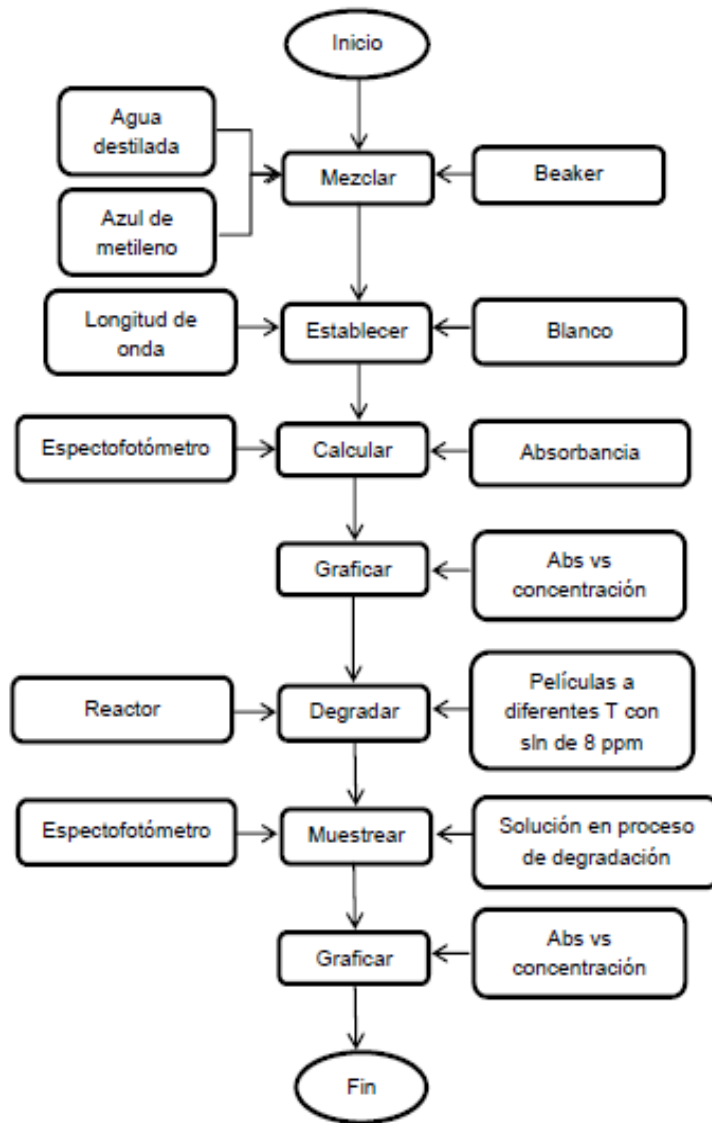 Inicio
Agua
destilada
Mezclar
Beaker
Azul de
metileno
Longitud de
onda
Establecer
Blanco
Espectofotómetro
Calcular
Absorbancia
Graficar
Abs vs
concentración
Reactor
Degradar
Películas a
diferentes T con
sln de 8 ppm
Espectofotómetro
Muestrear
Solución en proceso
de degradación
Graficar
Abs vs
concentración
Fin